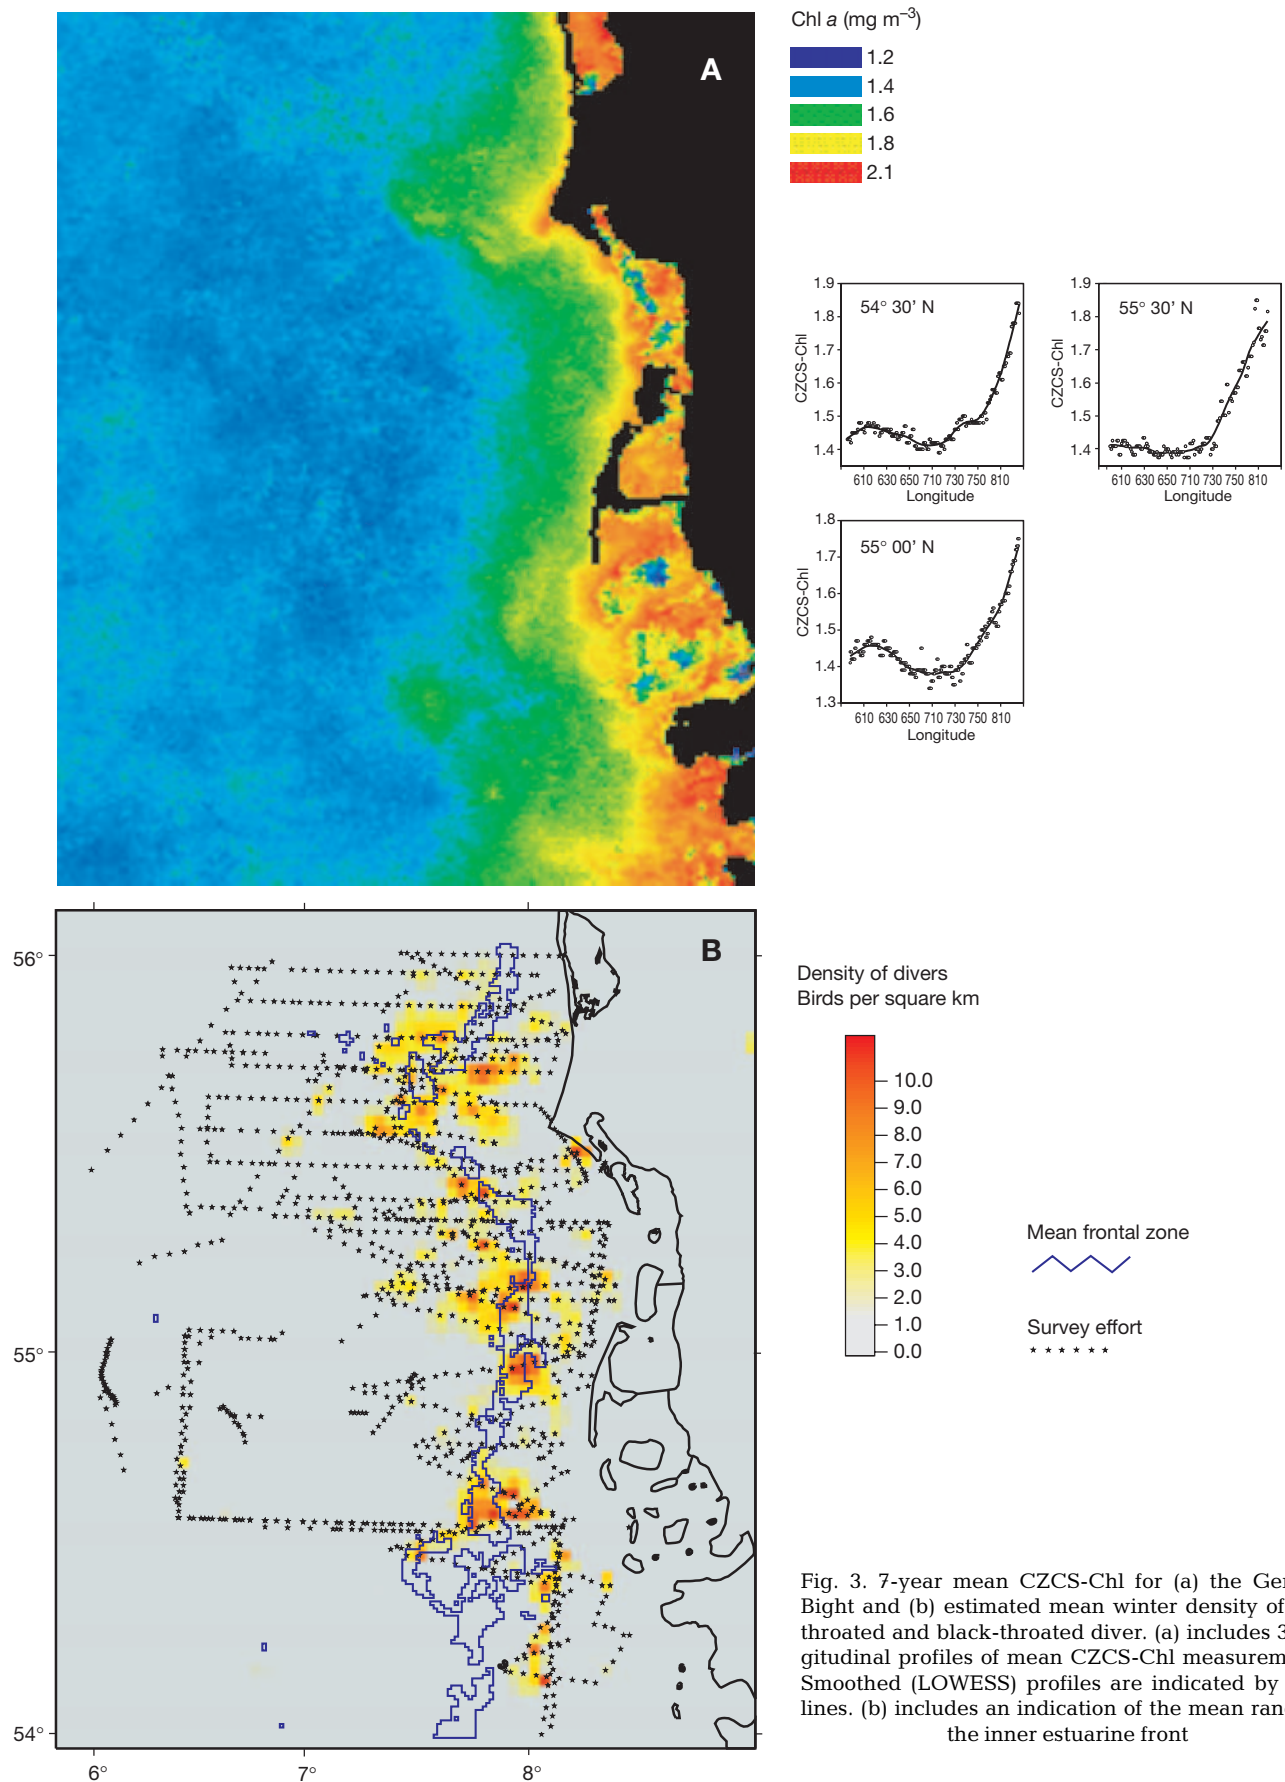 A
Chl a (mg m–3)
1.2
1.4
1.6
1.8
2.1
1.9
1.8
1.7
1.6
1.5
1.4
CZCS-Chl
54° 30’ N
610 630 650 710 730 750 810
Longitude
1.9
1.8
1.7
1.6
1.5
1.4
CZCS-Chl
55° 30’ N
610 630 650 710 730 750 810
Longitude
1.8
1.7
1.6
1.5
1.4
1.3
CZCS-Chl
55° 00’ N
610 630 650 710 730 750 810
Longitude
B
56°
55°
54°
6° 7° 8°
Density of divers
Birds per square km
10.0
9.0
8.0
7.0
6.0
5.0
4.0
3.0
2.0
1.0
0.0
Mean frontal zone
Survey effort
Fig. 3. 7-year mean CZCS-Chl for (a) the Ger
Bight and (b) estimated mean winter density of
throated and black-throated diver. (a) includes 3
gitudinal profiles of mean CZCS-Chl measurem
Smoothed (LOWESS) profiles are indicated by
lines. (b) includes an indication of the mean ran
the inner estuarine front